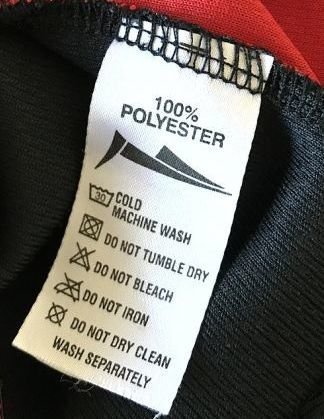 100%
POLYESTER
30 COLD
MACHINE WASH
DO NOT TUMBLE DRY
DO NOT BLEACH
DO NOT IRON
DO NOT DRY CLEAN
WASH SEPARATELY